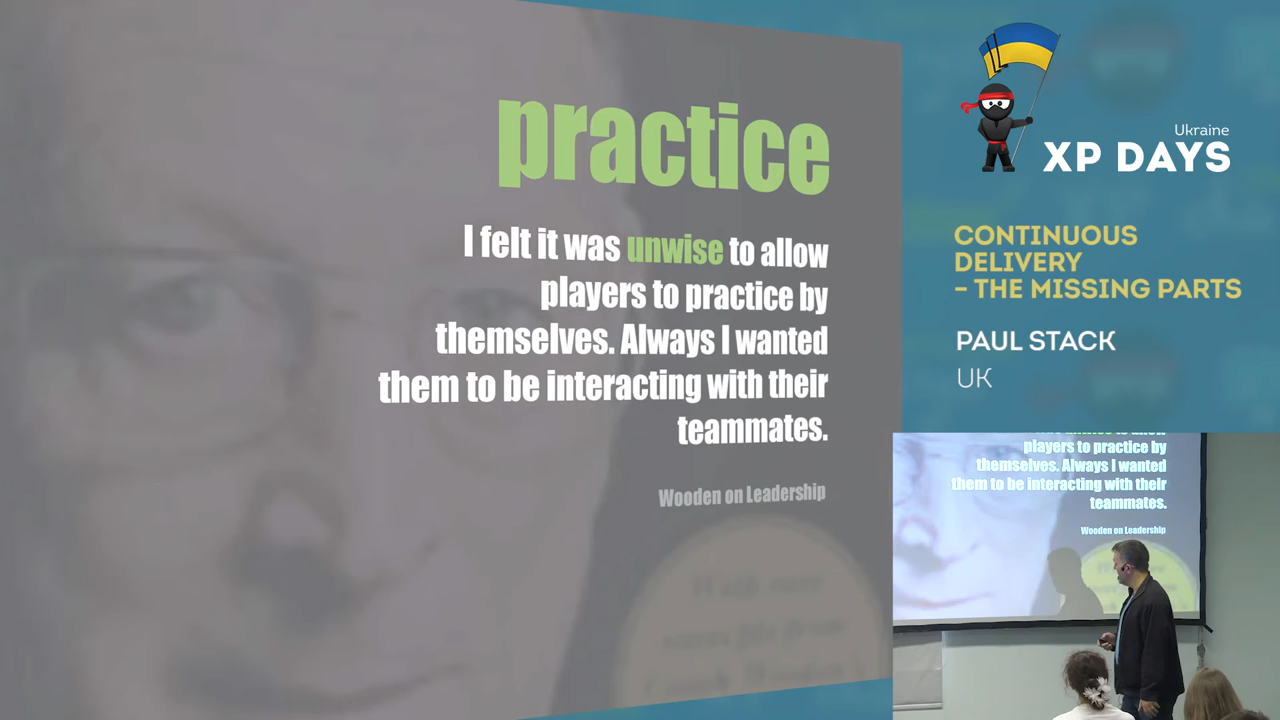 practice
I felt it was unwise to allow
players to practice by
themselves. Always I wanted
them to be interacting with their
teammates.
Wooden on Leadership
Ukraine
XP DAYS
CONTINUOUS
DELIVERY
– THE MISSING PARTS
PAUL STACK
UK
players to practice by
themselves. Always I wanted
them to be interacting with their
teammates.
Wooden on Leadership